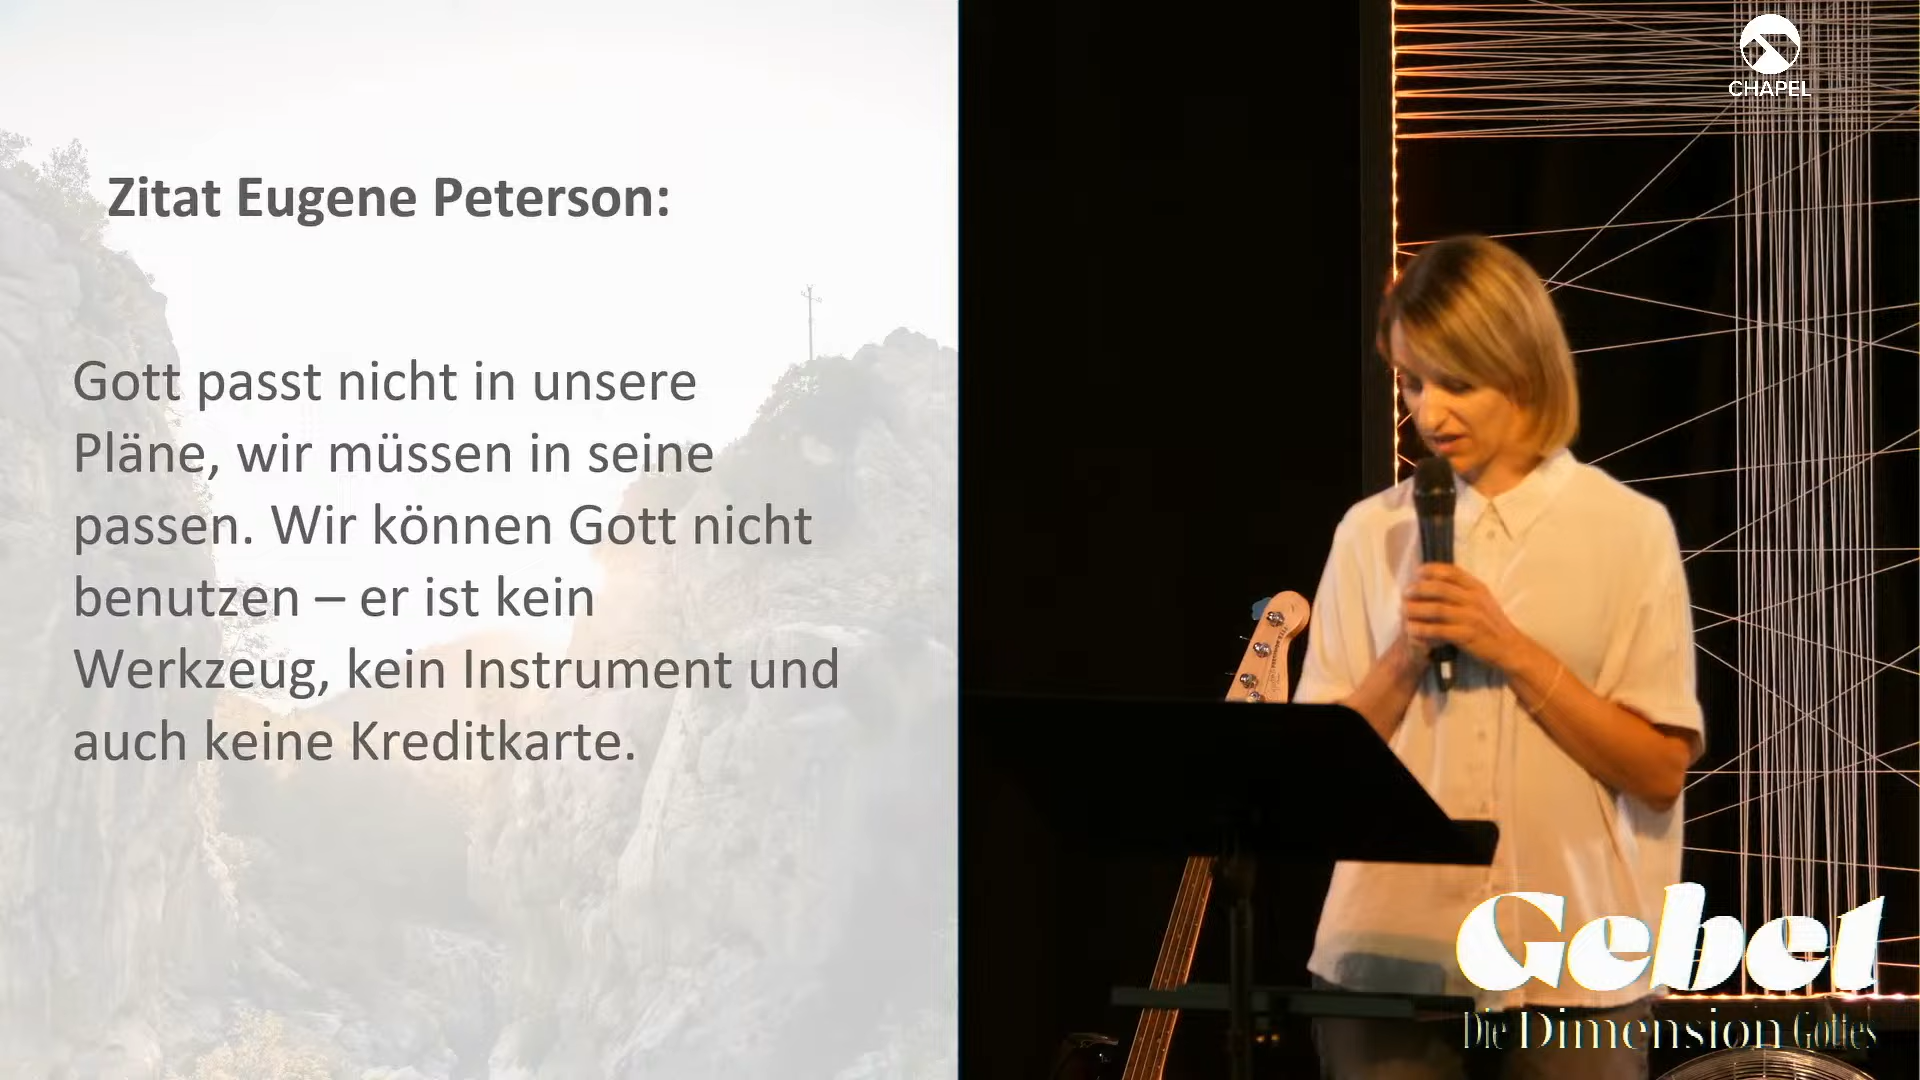 Zitat Eugene Peterson:
Gott passt nicht in unsere
Pläne, wir müssen in seine
passen. Wir können Gott nicht
benutzen – er ist kein
Werkzeug, kein Instrument und
auch keine Kreditkarte.
CHAPEL
Gebet
Die Dimension Gottes